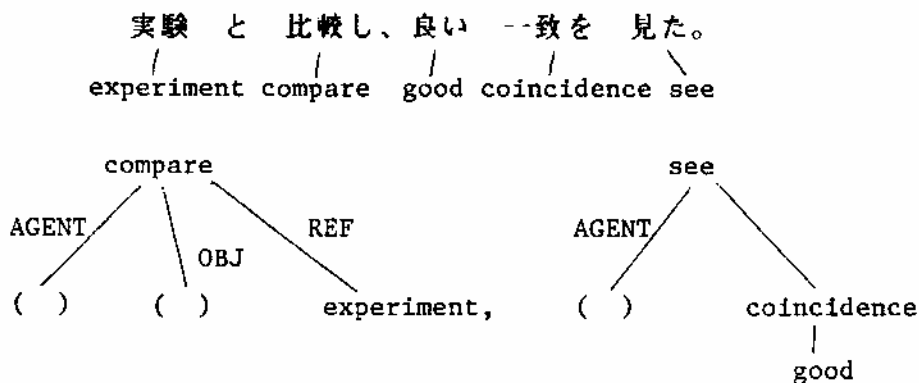 実験 と 比較し、良い 一致を 見た。
experiment compare good coincidence see
compare see
AGENT REF AGENT
OBJ
( ) ( ) experiment, ( ) coincidence
good